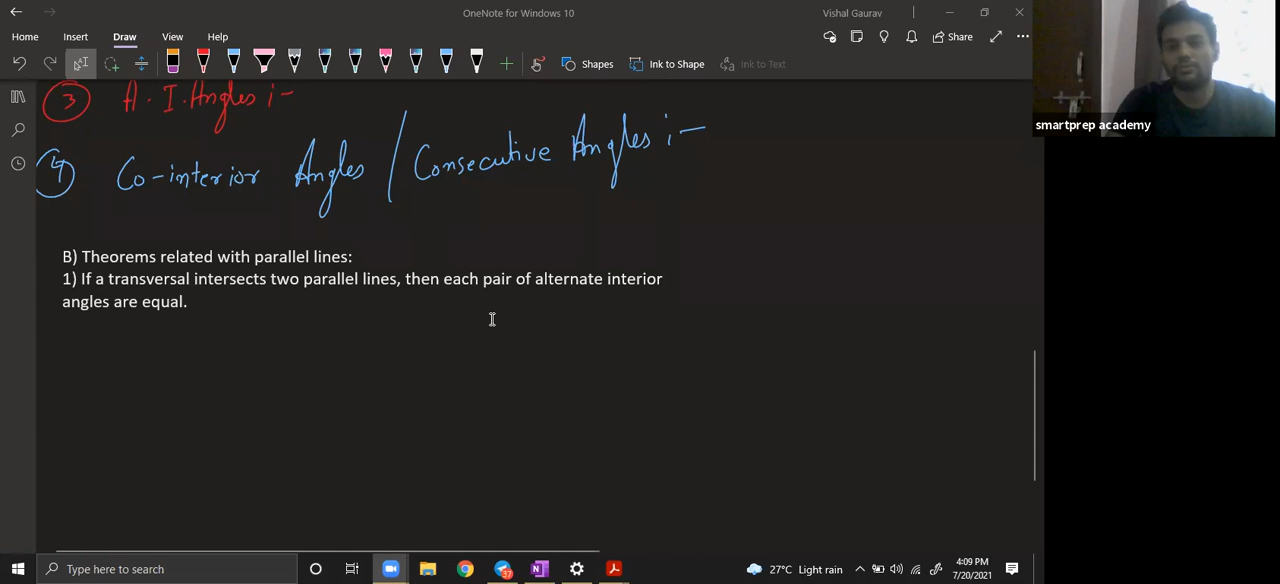 OneNote for Windows 10
Vishal Gaurav
Home Insert Draw View Help
Share
Shapes Ink to Shape Ink to Text
smartprep academy
3 A. I. Angles :-
4 Co-interior Angles / Consecutive Angles :-
B) Theorems related with parallel lines:
1) If a transversal intersects two parallel lines, then each pair of alternate interior
angles are equal.
Type here to search
37
27°C Light rain
4:09 PM
7/20/2021